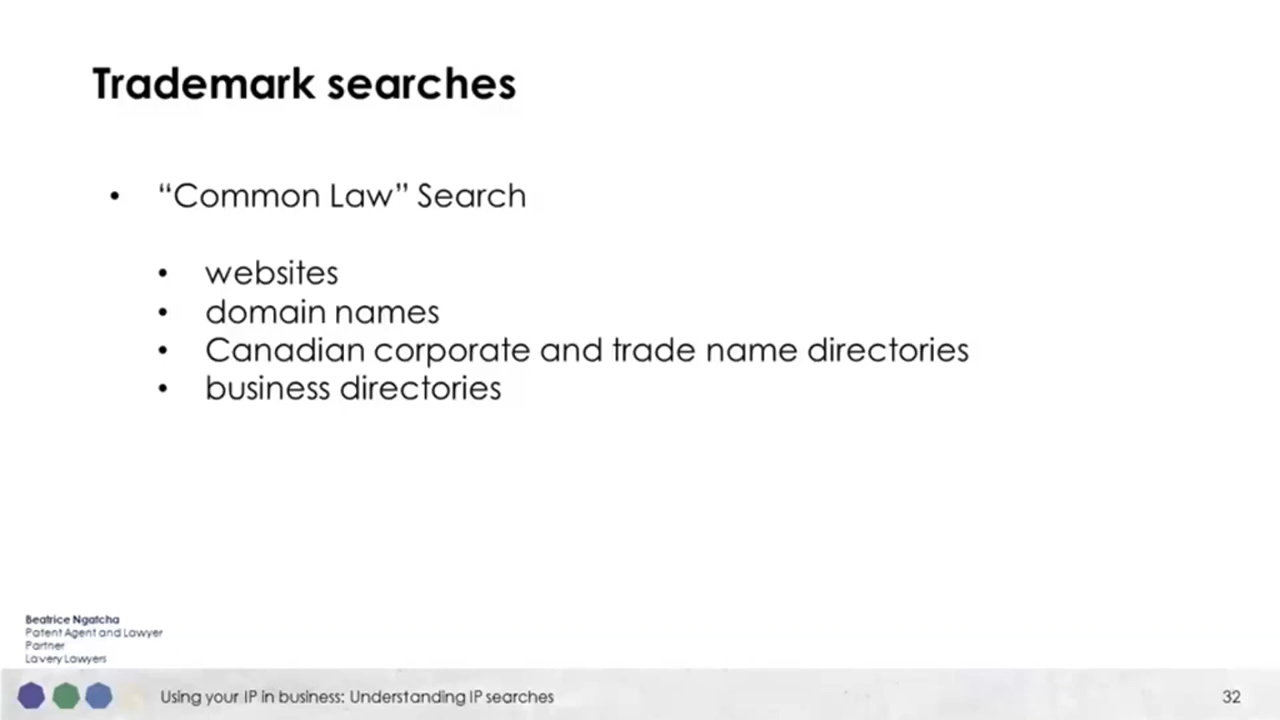 Trademark searches
• “Common Law” Search
• websites
• domain names
• Canadian corporate and trade name directories
• business directories
Beatrice Ngatcha
Patent Agent and Lawyer
Partner
Lavery Lawyers
Using your IP in business: Understanding IP searches
32